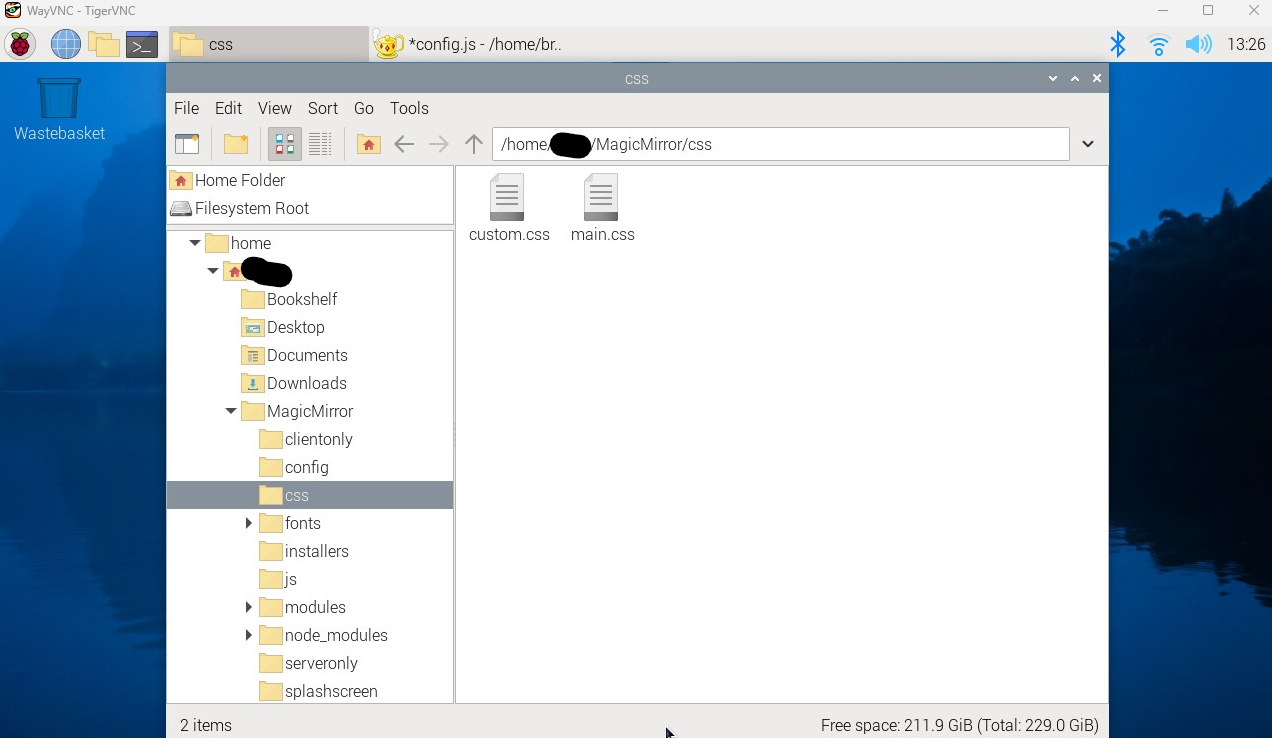 WayVNC - TigerVNC
css
*config.js - /home/br..
13:26
Wastebasket
css
File Edit View Sort Go Tools
/home/ /MagicMirror/css
Home Folder
Filesystem Root
home
Bookshelf
Desktop
Documents
Downloads
MagicMirror
clientonly
config
css
fonts
installers
js
modules
node_modules
serveronly
splashscreen
custom.css
main.css
2 items
Free space: 211.9 GiB (Total: 229.0 GiB)